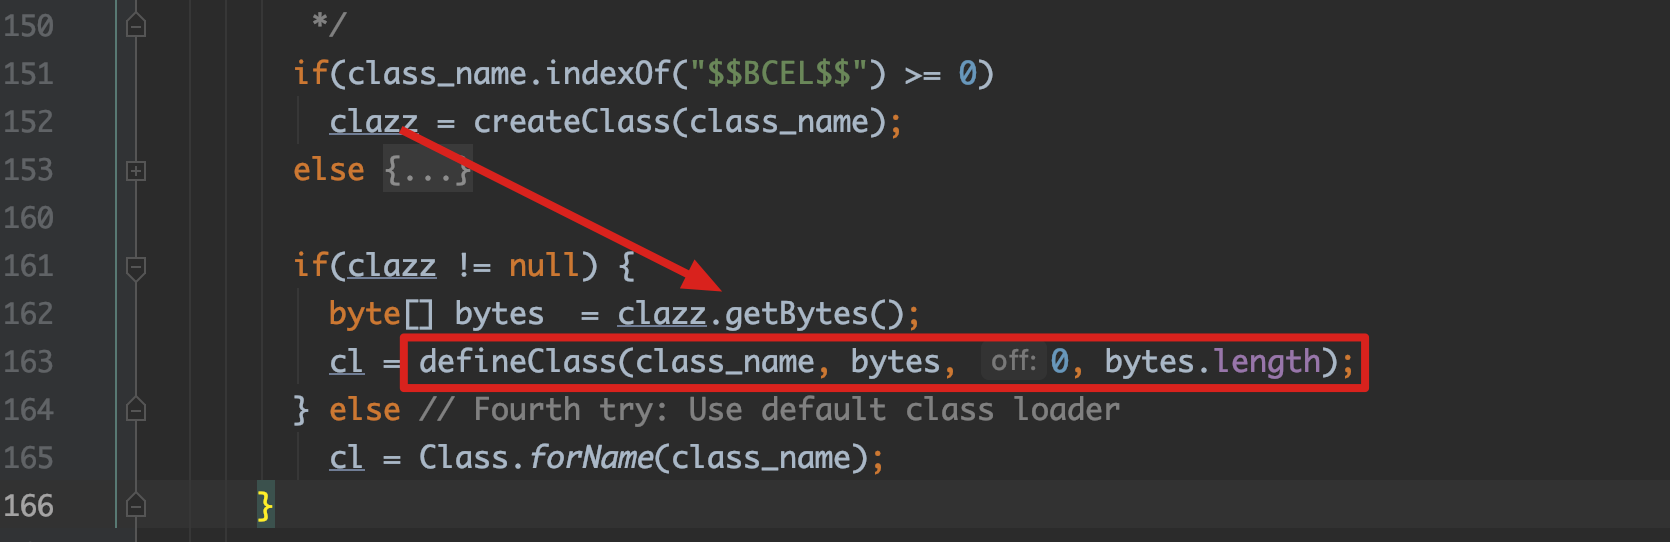 150 */
151 if(class_name.indexOf("$$BCEL$$") >= 0)
152 clazz = createClass(class_name);
153 else {...}
160
161 if(clazz != null) {
162 byte[] bytes  = clazz.getBytes();
163 cl = defineClass(class_name, bytes, off: 0, bytes.length);
164 } else // Fourth try: Use default class loader
165 cl = Class.forName(class_name);
166 }